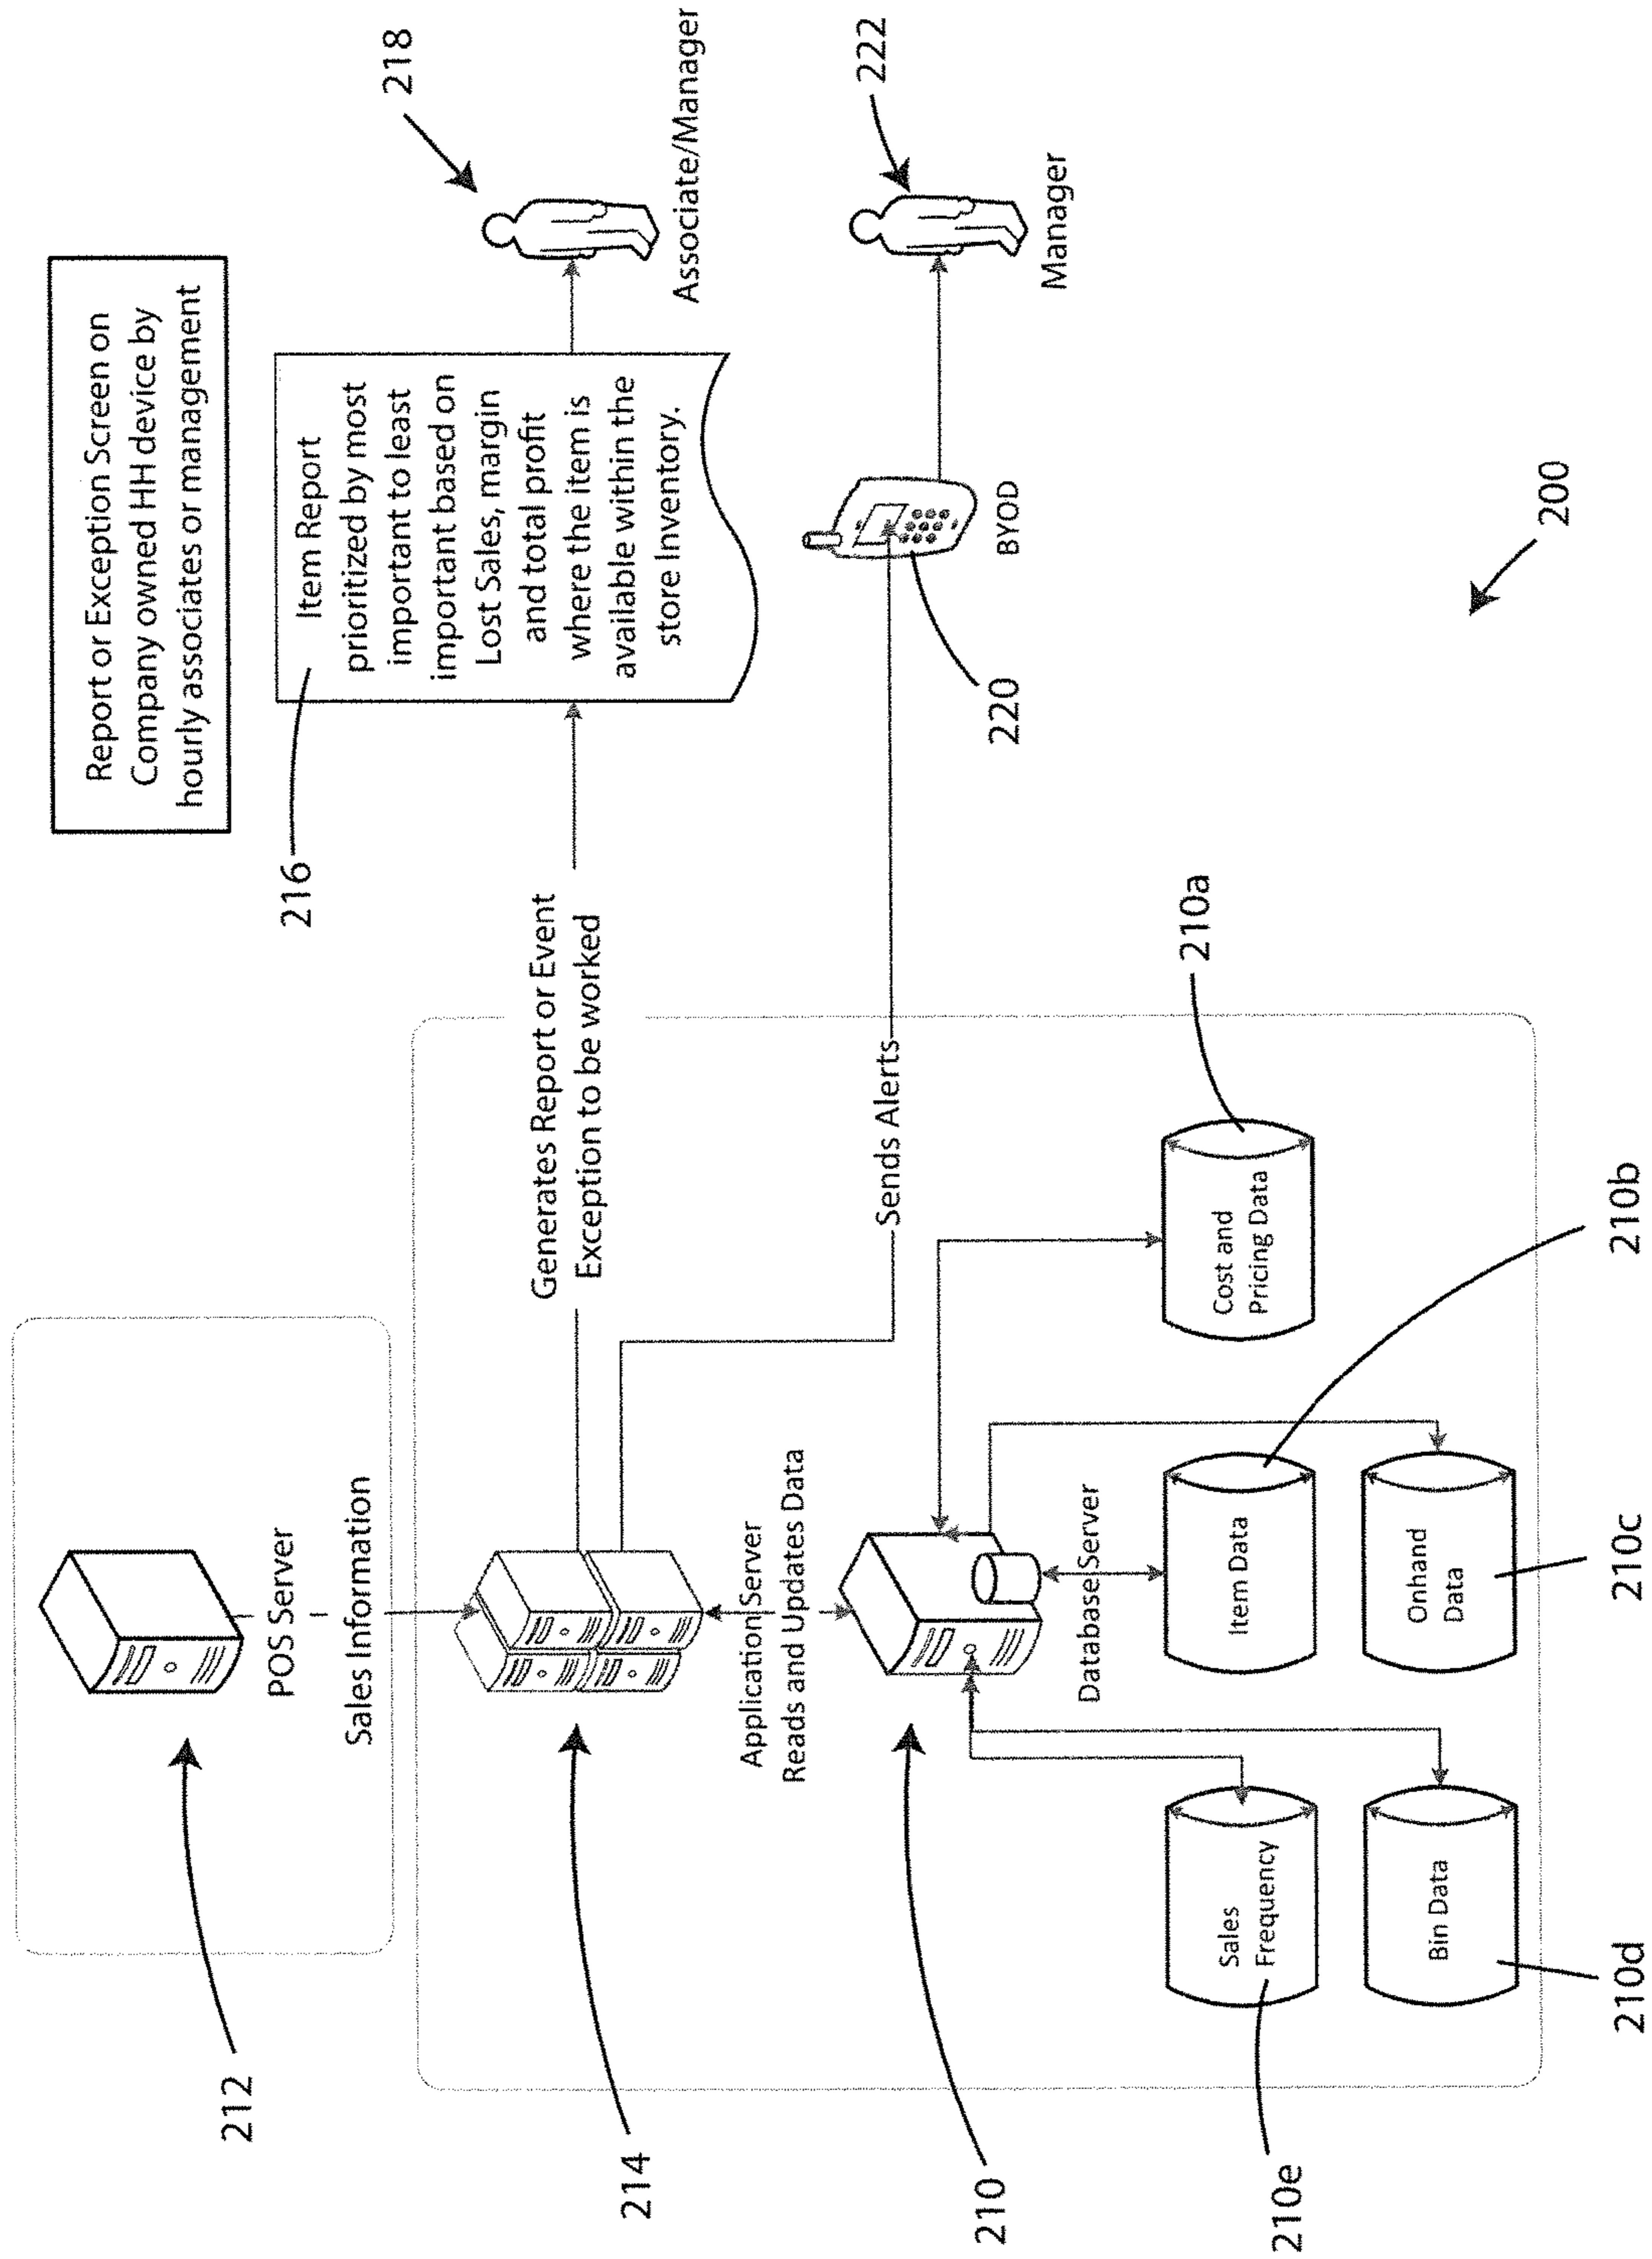 212
POS Server
Sales Information
Report or Exception Screen on
Company owned HH device by
hourly associates or management
214
Generates Report or Event
Exception to be worked
216
Item Report
prioritized by most
important to least
important based on
Lost Sales, margin
and total profit
where the item is
available within the
store Inventory.
218
Associate/Manager
Application Server
Reads and Updates Data
Sends Alerts
220
BYOD
222
Manager
210
Database Server
210e
Sales
Frequency
Item Data
210b
Cost and
Pricing Data
210a
210d
Bin Data
Onhand
Data
210c
200